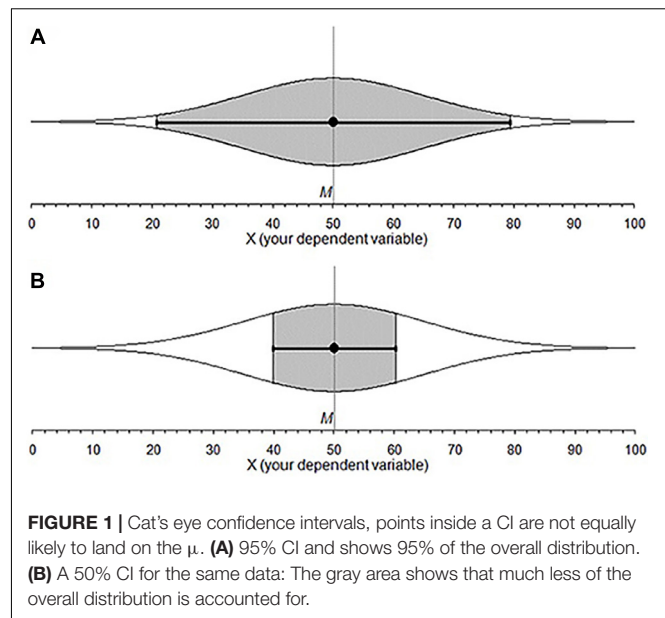 A
M
0 10 20 30 40 50 60 70 80 90 100
X (your dependent variable)
B
M
0 10 20 30 40 50 60 70 80 90 100
X (your dependent variable)
FIGURE 1 | Cat's eye confidence intervals, points inside a CI are not equally
likely to land on the μ. (A) 95% CI and shows 95% of the overall distribution.
(B) A 50% CI for the same data: The gray area shows that much less of the
overall distribution is accounted for.